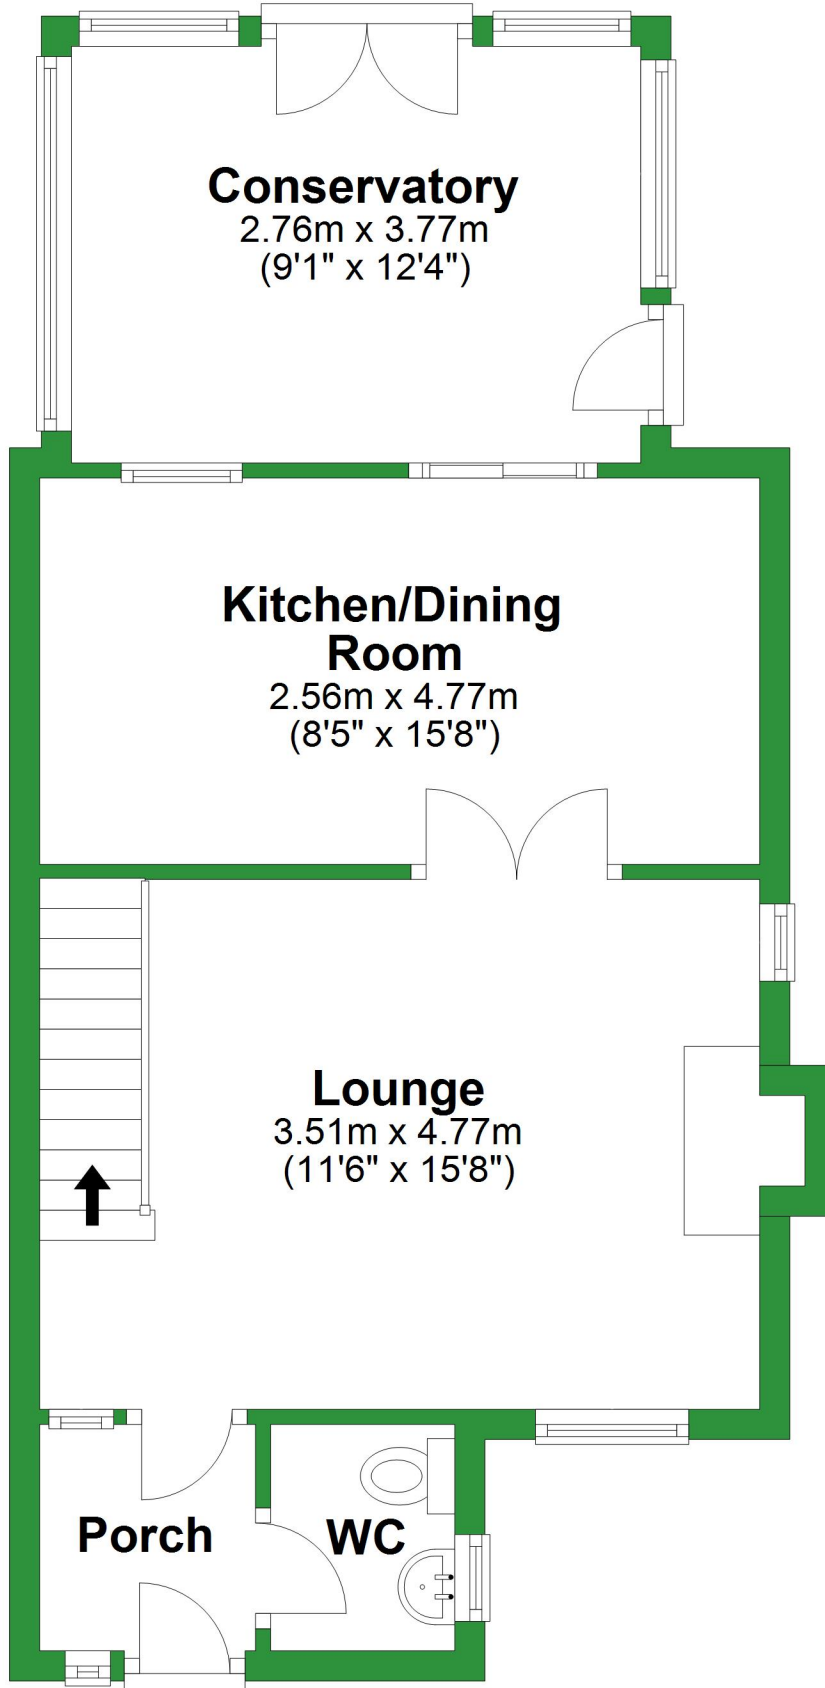 Conservatory
2.76m x 3.77m
(9'1" x 12'4")
Kitchen/Dining
Room
2.56m x 4.77m
(8'5" x 15'8")
Lounge
3.51m x 4.77m
(11'6" x 15'8")
Porch
WC